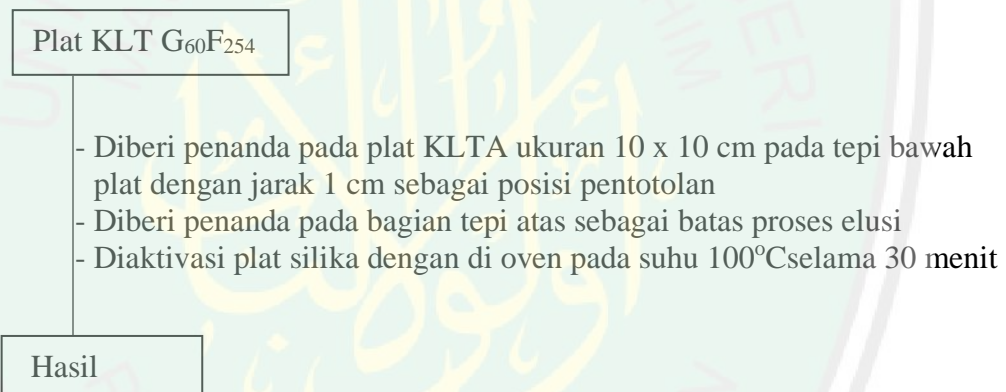 Plat KLT G₆₀F₂₅₄
- Diberi penanda pada plat KLTA ukuran 10 x 10 cm pada tepi bawah
plat dengan jarak 1 cm sebagai posisi pentotolan
- Diberi penanda pada bagian tepi atas sebagai batas proses elusi
- Diaktivasi plat silika dengan di oven pada suhu 100°Cselama 30 menit
Hasil